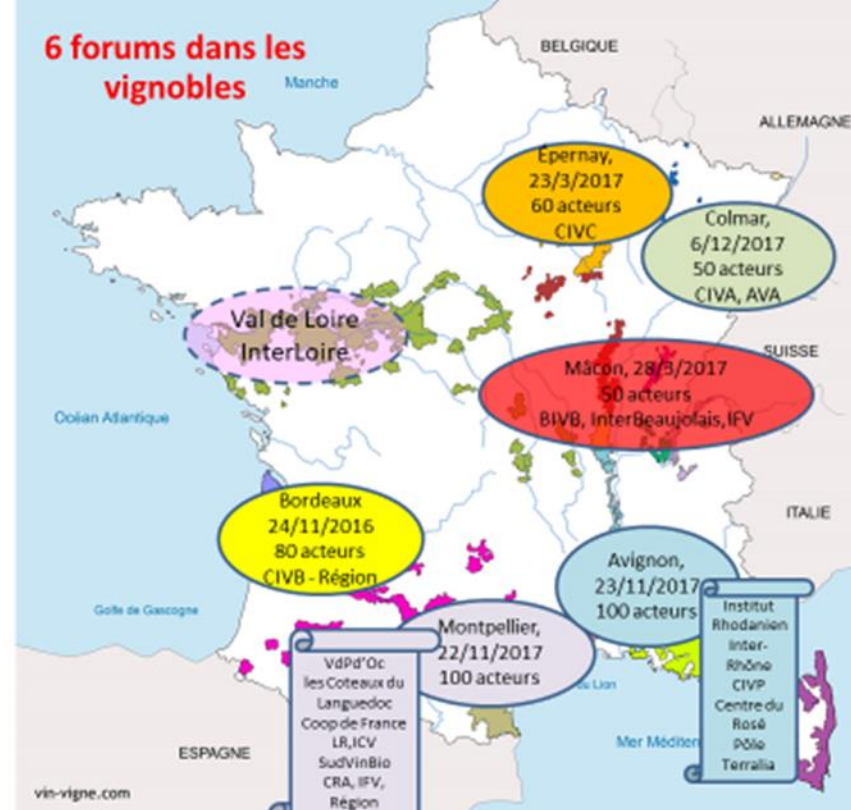 6 forums dans les
vignobles
Manche
BELGIQUE
ALLEMAGNE
Epernay,
23/3/2017
60 acteurs
CIVC
Colmar,
6/12/2017
50 acteurs
CIVA, AVA
Val de Loire
InterLoire
SUISSE
Mâcon, 28/3/2017
50 acteurs
BIVB, InterBeaujolais, IFV
Océan Atlantique
Bordeaux
24/11/2016
80 acteurs
CIVB - Région
ITALIE
Avignon,
23/11/2017
100 acteurs
Golfe de Gascogne
Institut
Rhodanien
Inter-
Rhône
CIVP
Centre du
Rosé
Pôle
Terralia
Montpellier,
22/11/2017
100 acteurs
du Lion
VdPd'Oc
les Coteaux du
Languedoc
Coop de France
LR,ICV
SudVinBio
CRA, IFV,
Région
Mer Méditer
ESPAGNE
vin-vigne.com